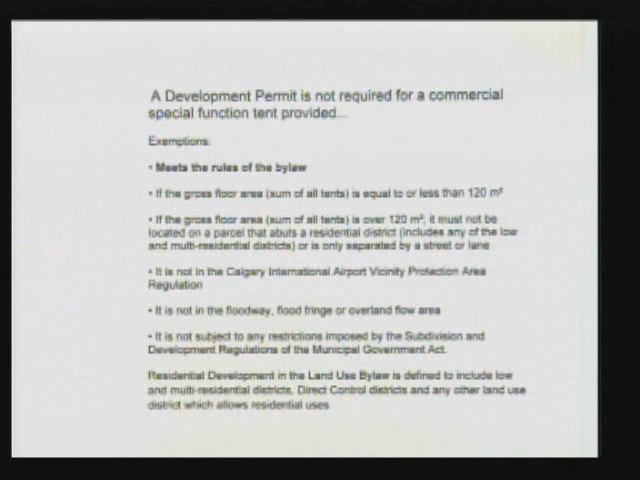 A Development Permit is not required for a commercial
special function tent provided...
Exemptions:
• Meets the rules of the bylaw
• If the gross floor area (sum of all tents) is equal to or less than 120 m²
• If the gross floor area (sum of all tents) is over 120 m², it must not be
located on a parcel that abuts a residential district (includes any of the low
and multi-residential districts) or is only separated by a street or lane
• It is not in the Calgary International Airport Vicinity Protection Area
Regulation
• It is not in the floodway, flood fringe or overland flow area
• It is not subject to any restrictions imposed by the Subdivision and
Development Regulations of the Municipal Government Act.
Residential Development in the Land Use Bylaw is defined to include low
and multi-residential districts, Direct Control districts and any other land use
district which allows residential uses